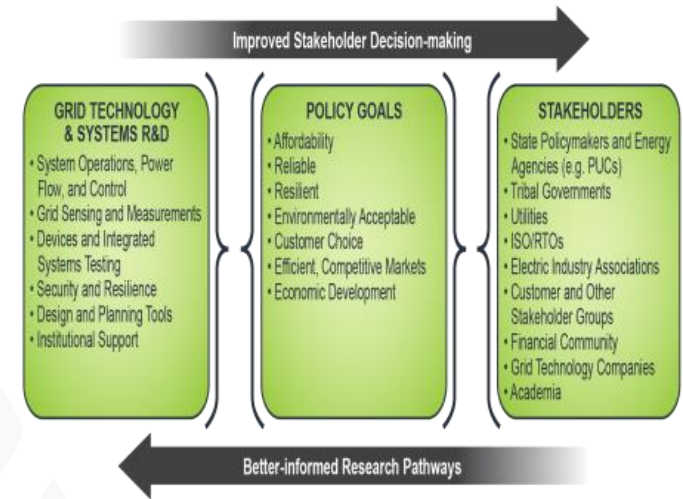 Improved Stakeholder Decision-making
GRID TECHNOLOGY
& SYSTEMS R&D
• System Operations, Power
Flow, and Control
• Grid Sensing and Measurements
• Devices and Integrated
Systems Testing
• Security and Resilience
• Design and Planning Tools
• Institutional Support
POLICY GOALS
• Affordability
• Reliable
• Resilient
• Environmentally Acceptable
• Customer Choice
• Efficient, Competitive Markets
• Economic Development
STAKEHOLDERS
• State Policymakers and Energy
Agencies (e.g. PUCs)
• Tribal Governments
• Utilities
• ISO/RTOs
• Electric Industry Associations
• Customer and Other
Stakeholder Groups
• Financial Community
• Grid Technology Companies
• Academia
Better-informed Research Pathways